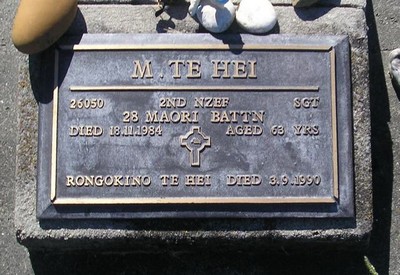 M. TE HEI
26050 2ND NZEF SGT
28 MAORI BATTN
DIED 18.11.1984 AGED 63 YRS
RONGOKINO TE HEI DIED 3.9.1990